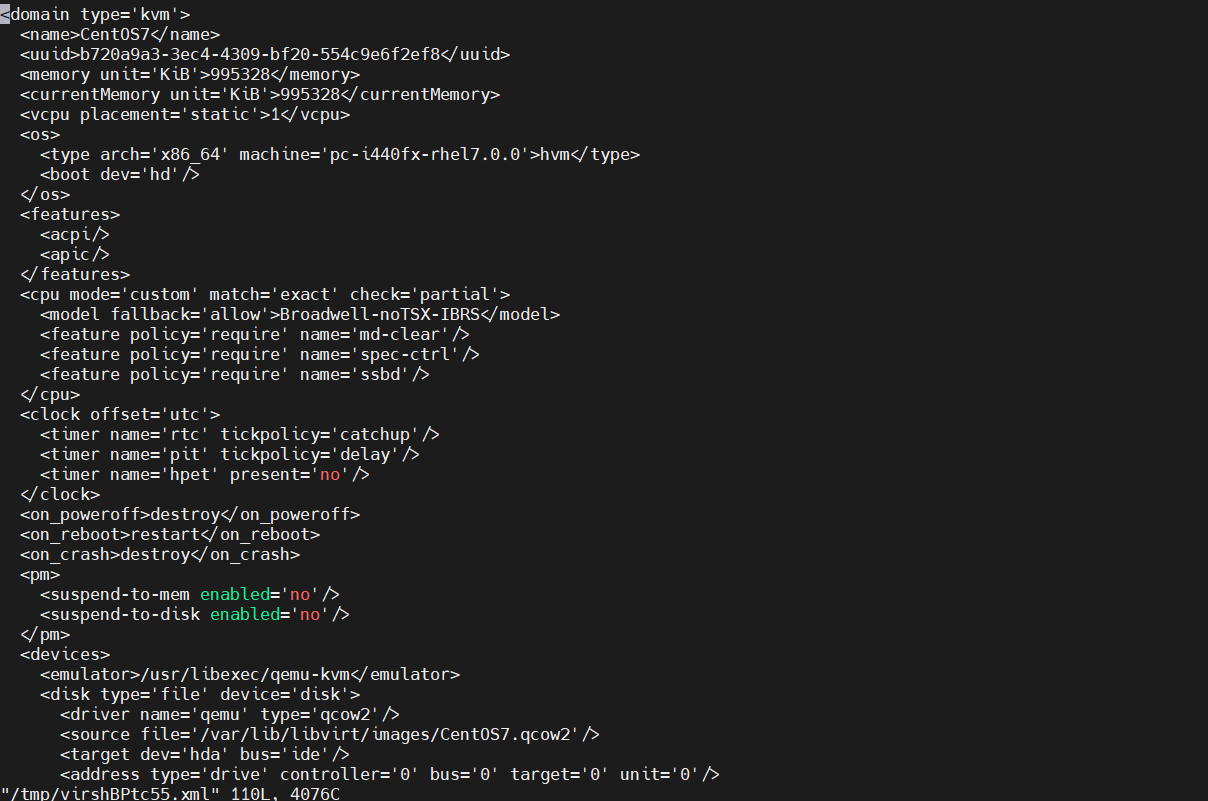 <domain type='kvm'>
  <name>CentOS7</name>
  <uuid>b720a9a3-3ec4-4309-bf20-554c9e6f2ef8</uuid>
  <memory unit='KiB'>995328</memory>
  <currentMemory unit='KiB'>995328</currentMemory>
  <vcpu placement='static'>1</vcpu>
  <os>
    <type arch='x86_64' machine='pc-i440fx-rhel7.0.0'>hvm</type>
    <boot dev='hd'/>
  </os>
  <features>
    <acpi/>
    <apic/>
  </features>
  <cpu mode='custom' match='exact' check='partial'>
    <model fallback='allow'>Broadwell-noTSX-IBRS</model>
    <feature policy='require' name='md-clear'/>
    <feature policy='require' name='spec-ctrl'/>
    <feature policy='require' name='ssbd'/>
  </cpu>
  <clock offset='utc'>
    <timer name='rtc' tickpolicy='catchup'/>
    <timer name='pit' tickpolicy='delay'/>
    <timer name='hpet' present='no'/>
  </clock>
  <on_poweroff>destroy</on_poweroff>
  <on_reboot>restart</on_reboot>
  <on_crash>destroy</on_crash>
  <pm>
    <suspend-to-mem enabled='no'/>
    <suspend-to-disk enabled='no'/>
  </pm>
  <devices>
    <emulator>/usr/libexec/qemu-kvm</emulator>
    <disk type='file' device='disk'>
      <driver name='qemu' type='qcow2'/>
      <source file='/var/lib/libvirt/images/CentOS7.qcow2'/>
      <target dev='hda' bus='ide'/>
      <address type='drive' controller='0' bus='0' target='0' unit='0'/>
"/tmp/virshBPtc55.xml" 110L, 4076C